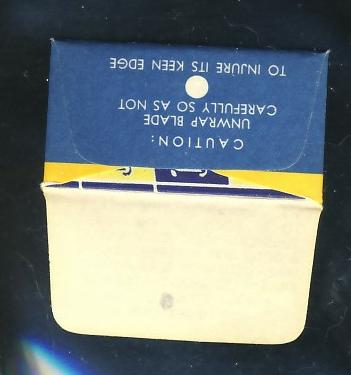 CAUTION:
UNWRAP BLADE
CAREFULLY SO AS NOT
TO INJURE ITS KEEN EDGE